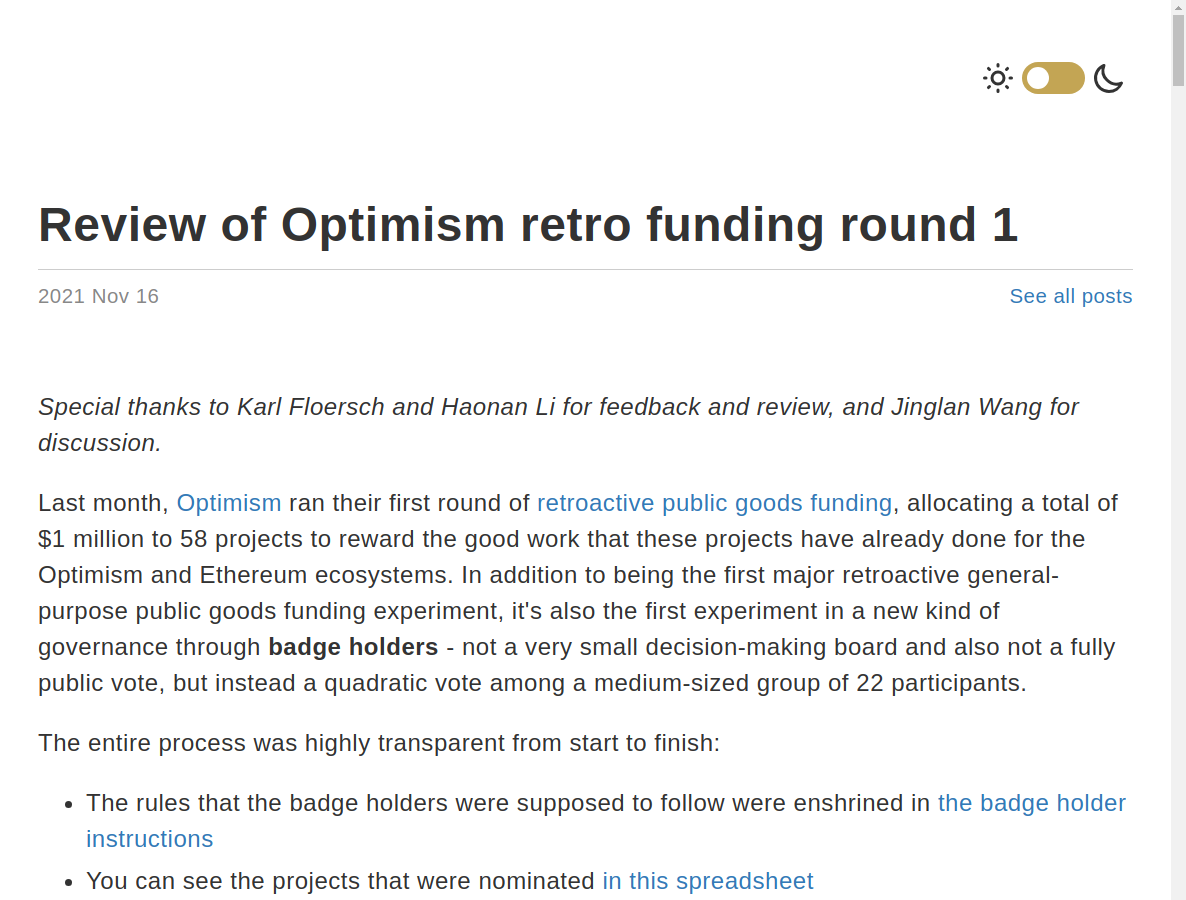 Review of Optimism retro funding round 1
2021 Nov 16
See all posts
Special thanks to Karl Floersch and Haonan Li for feedback and review, and Jinglan Wang for
discussion.
Last month, Optimism ran their first round of retroactive public goods funding, allocating a total of
$1 million to 58 projects to reward the good work that these projects have already done for the
Optimism and Ethereum ecosystems. In addition to being the first major retroactive general-
purpose public goods funding experiment, it's also the first experiment in a new kind of
governance through badge holders - not a very small decision-making board and also not a fully
public vote, but instead a quadratic vote among a medium-sized group of 22 participants.
The entire process was highly transparent from start to finish:
The rules that the badge holders were supposed to follow were enshrined in the badge holder
instructions
You can see the projects that were nominated in this spreadsheet